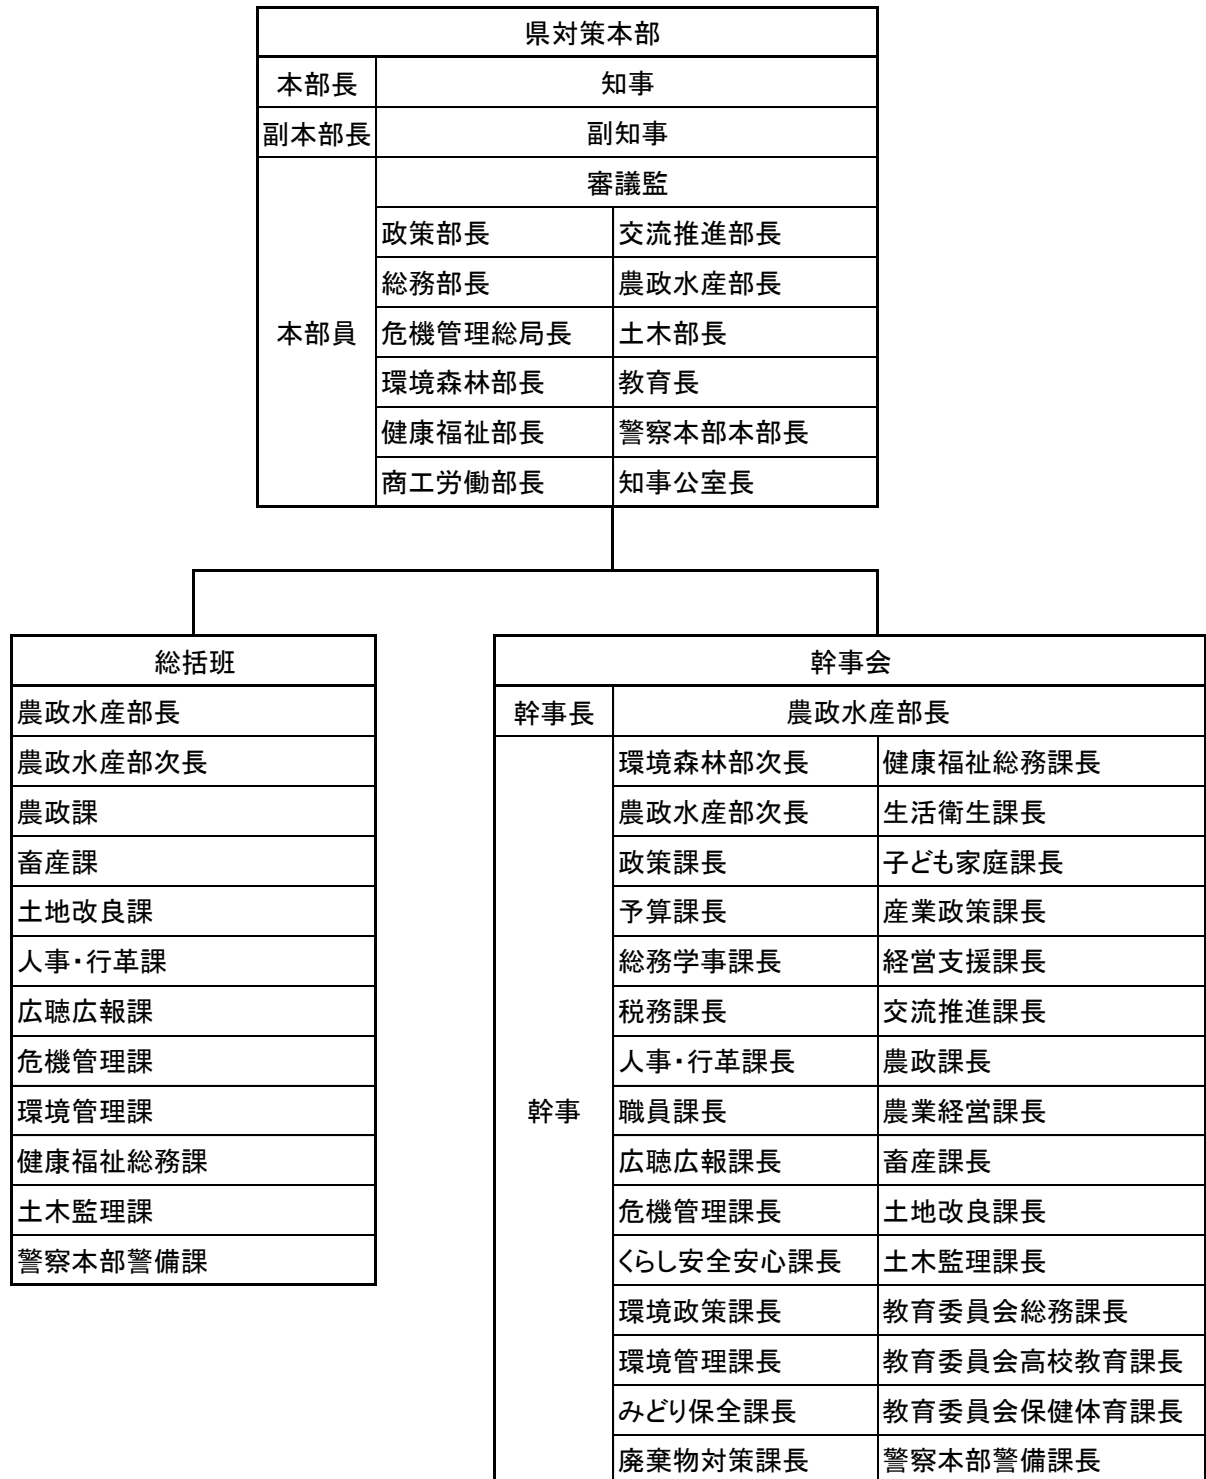 県対策本部
本部長 知事
副本部長 副知事
本部員 審議監
政策部長 交流推進部長
総務部長 農政水産部長
危機管理総局長 土木部長
環境森林部長 教育長
健康福祉部長 警察本部本部長
商工労働部長 知事公室長
総括班
農政水産部長
農政水産部次長
農政課
畜産課
土地改良課
人事・行革課
広聴広報課
危機管理課
環境管理課
健康福祉総務課
土木監理課
警察本部警備課
幹事会
幹事長 農政水産部長
幹事
環境森林部次長 健康福祉総務課長
農政水産部次長 生活衛生課長
政策課長 子ども家庭課長
予算課長 産業政策課長
総務学事課長 経営支援課長
税務課長 交流推進課長
人事・行革課長 農政課長
職員課長 農業経営課長
広聴広報課長 畜産課長
危機管理課長 土地改良課長
くらし安全安心課長 土木監理課長
環境政策課長 教育委員会総務課長
環境管理課長 教育委員会高校教育課長
みどり保全課長 教育委員会保健体育課長
廃棄物対策課長 警察本部警備課長